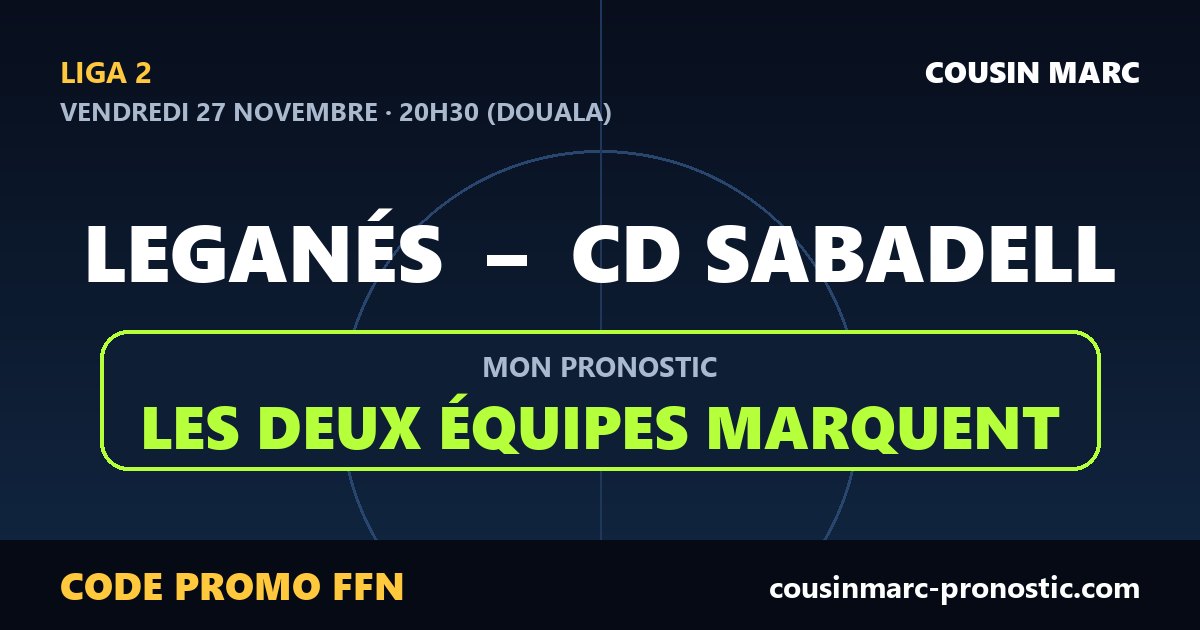 LIGA 2
COUSIN MARC
VENDREDI 27 NOVEMBRE · 20H30 (DOUALA)
LEGANÉS – CD SABADELL
MON PRONOSTIC
LES DEUX ÉQUIPES MARQUENT
CODE PROMO FFN
cousinmarc-pronostic.com